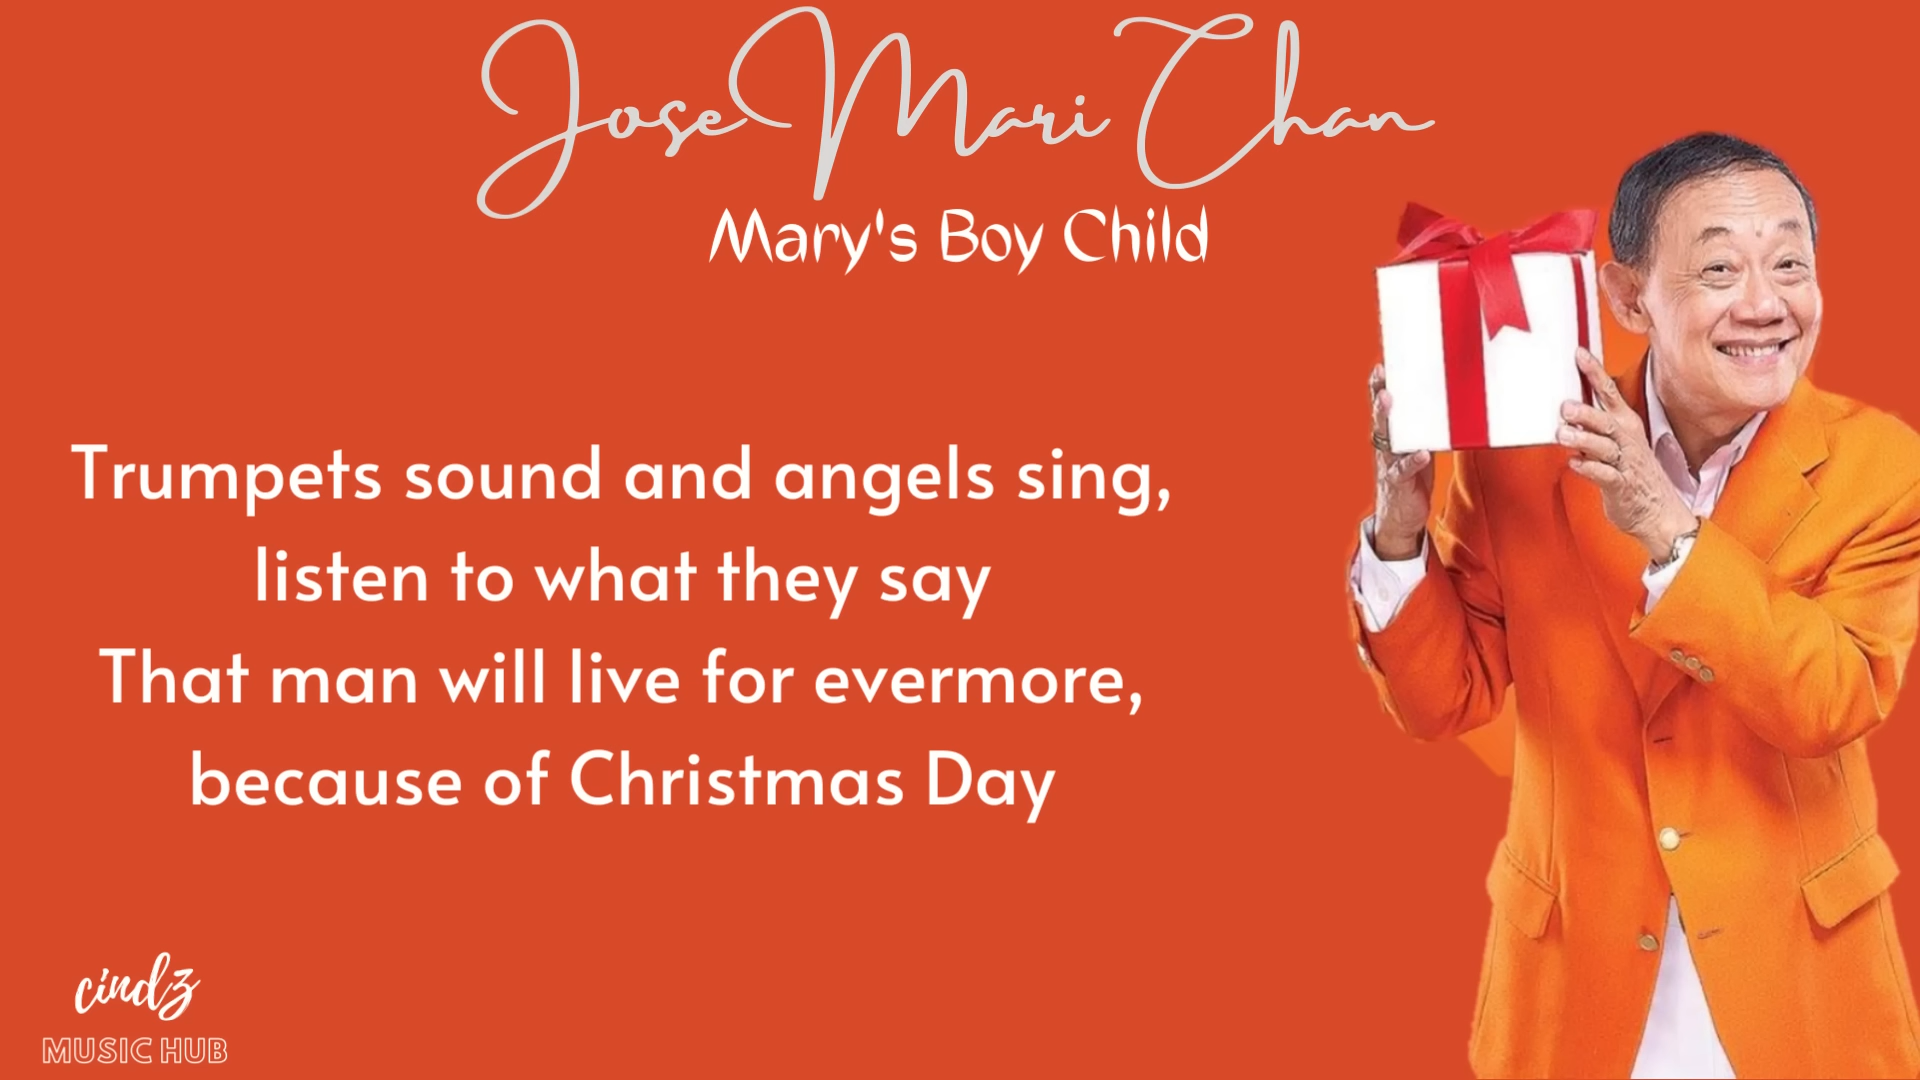 Jose Mari Chan
Mary's Boy Child
Trumpets sound and angels sing,
listen to what they say
That man will live for evermore,
because of Christmas Day
cindz
MUSIC HUB